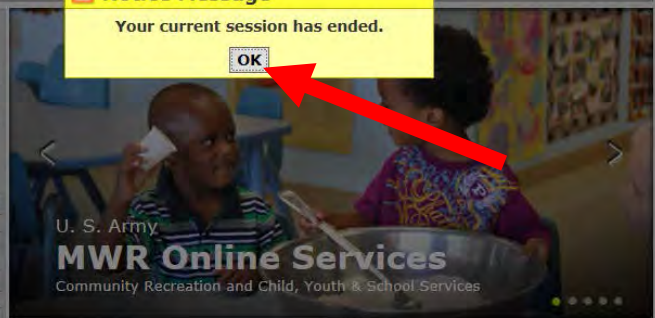 Your current session has ended.
OK
U. S. Army
MWR Online Services
Community Recreation and Child, Youth & School Services